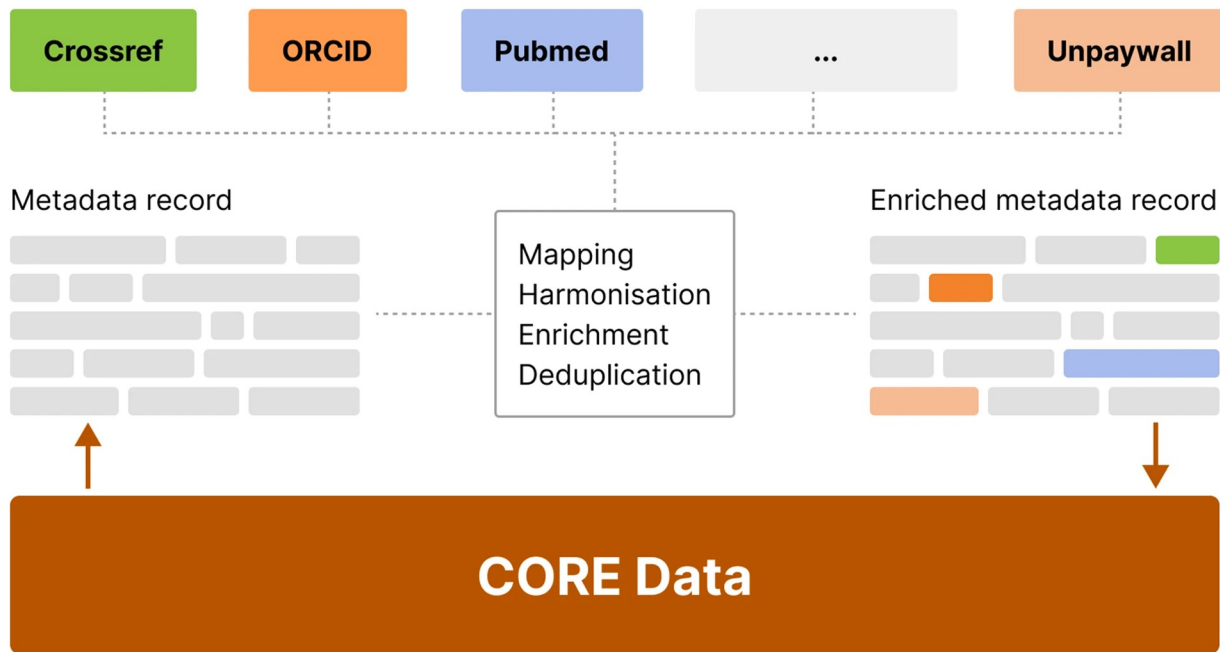 Crossref
ORCID
Pubmed
...
Unpaywall
Metadata record
Enriched metadata record
Mapping
Harmonisation
Enrichment
Deduplication
CORE Data